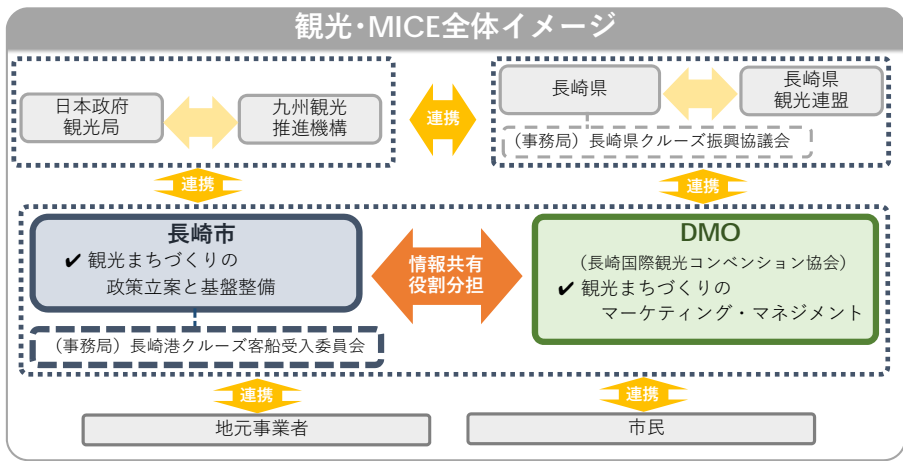 観光・MICE全体イメージ
日本政府
観光局
九州観光
推進機構
連携
長崎県
長崎県
観光連盟
(事務局)長崎県クルーズ振興協議会
連携
連携
長崎市
✔ 観光まちづくりの
政策立案と基盤整備
(事務局)長崎港クルーズ客船受入委員会
情報共有
役割分担
DMO
(長崎国際観光コンベンション協会)
✔ 観光まちづくりの
マーケティング・マネジメント
連携
連携
地元事業者
市民